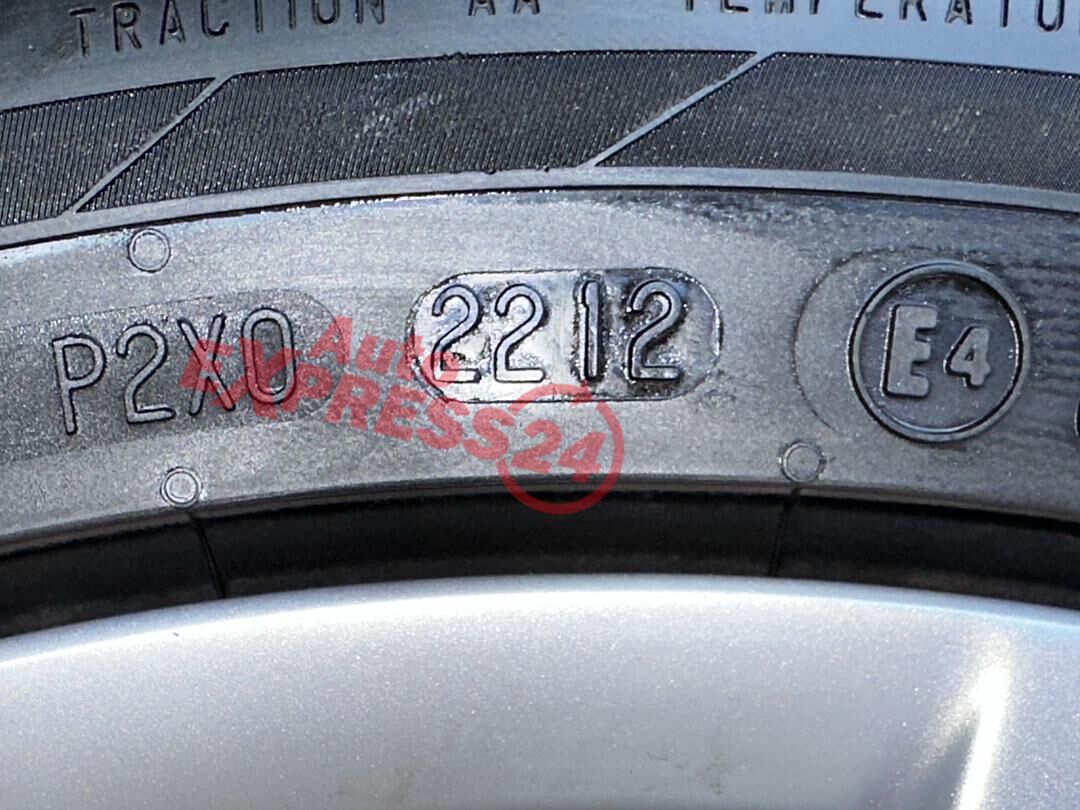 TRACTION AA TEMPERATU
P2X0 2212 E4
Auto
EXPRESS24